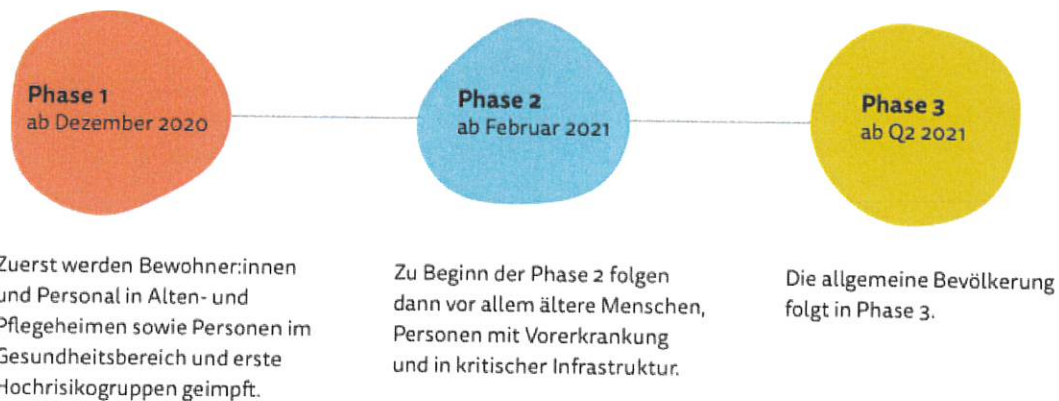 Phase 1
ab Dezember 2020
Phase 2
ab Februar 2021
Phase 3
ab Q2 2021
Zuerst werden Bewohner:innen
und Personal in Alten- und
Pflegeheimen sowie Personen im
Gesundheitsbereich und erste
Hochrisikogruppen geimpft.
Zu Beginn der Phase 2 folgen
dann vor allem ältere Menschen,
Personen mit Vorerkrankung
und in kritischer Infrastruktur.
Die allgemeine Bevölkerung
folgt in Phase 3.